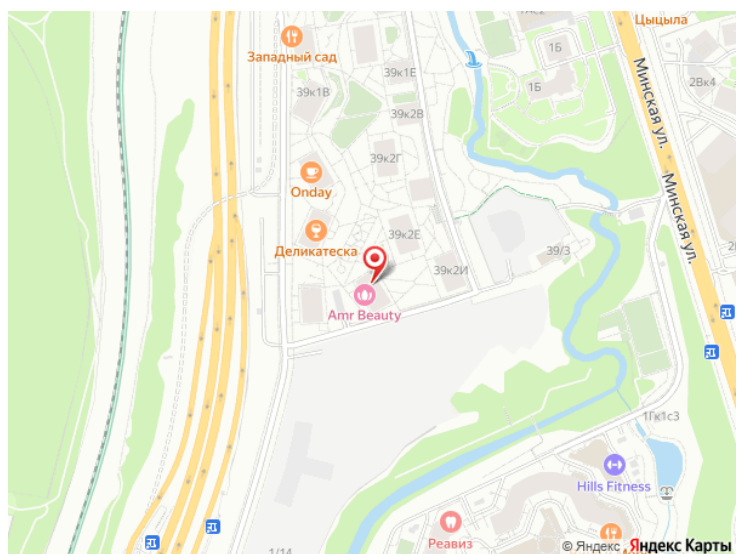 Цыцыла
1Б
2Вк4
Западный сад
39к1Е
1Б
39к1В
39к2В
Минская ул.
39к2Г
Onday
Минская ул.
39к2Е
Деликатеска
39/3
39к2И
Amr Beauty
1Гк1с3
Hills Fitness
Реавиз
1/14
© Яндекс Яндекс Карты